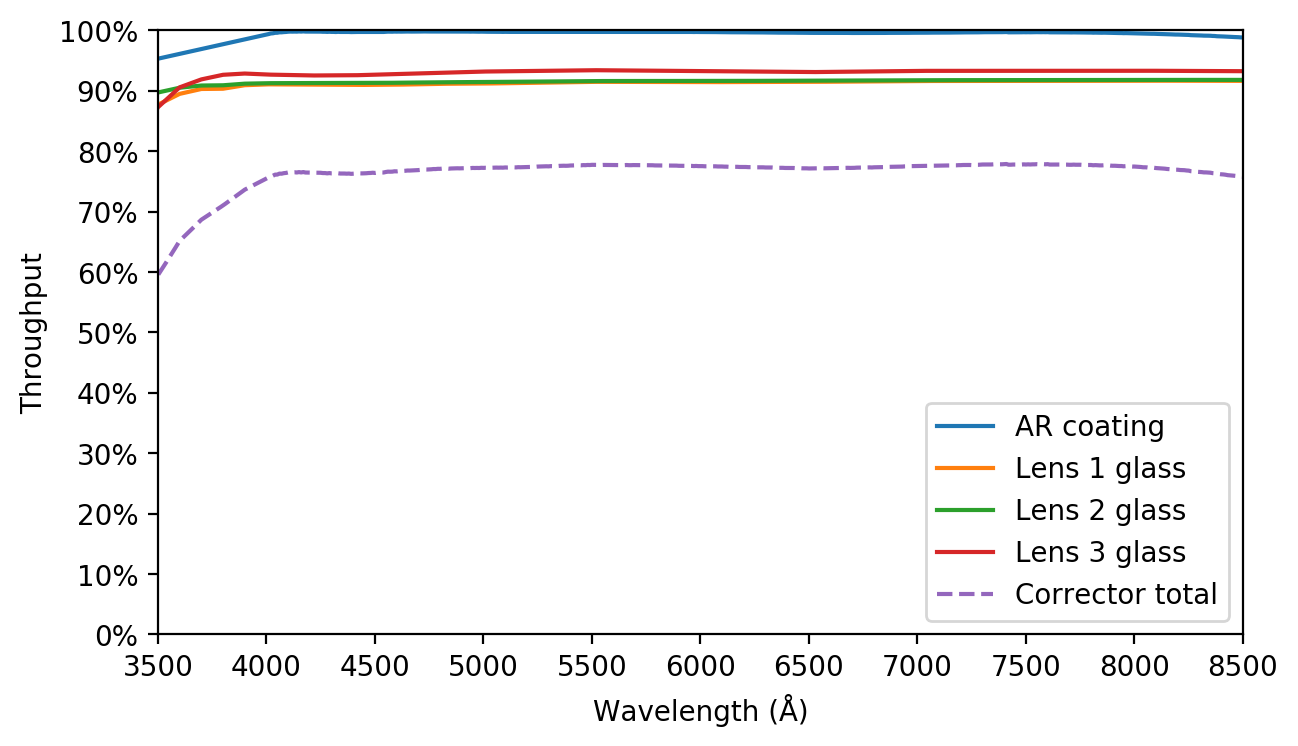 100%
90%
80%
70%
60%
50%
40%
30%
20%
10%
0%
Throughput
3500 4000 4500 5000 5500 6000 6500 7000 7500 8000 8500
Wavelength (Å)
AR coating
Lens 1 glass
Lens 2 glass
Lens 3 glass
Corrector total